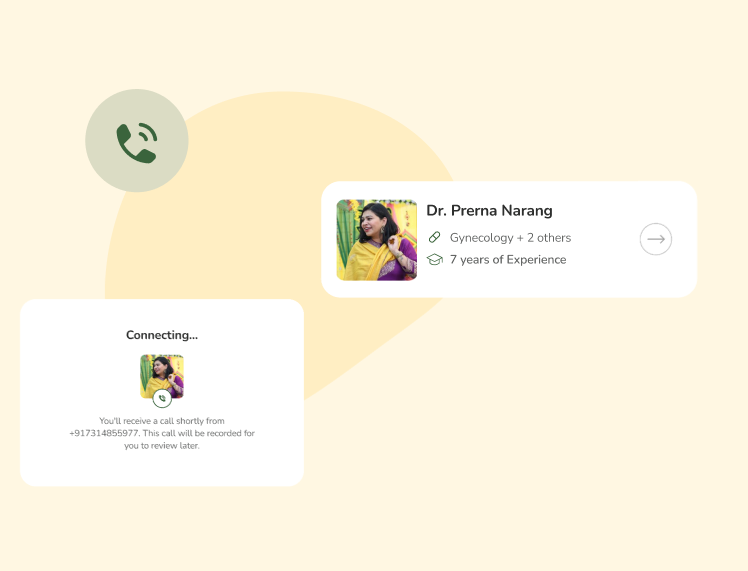 Dr. Prerna Narang
Gynecology + 2 others
7 years of Experience
Connecting...
You'll receive a call shortly from
+917314855977. This call will be recorded for
you to review later.